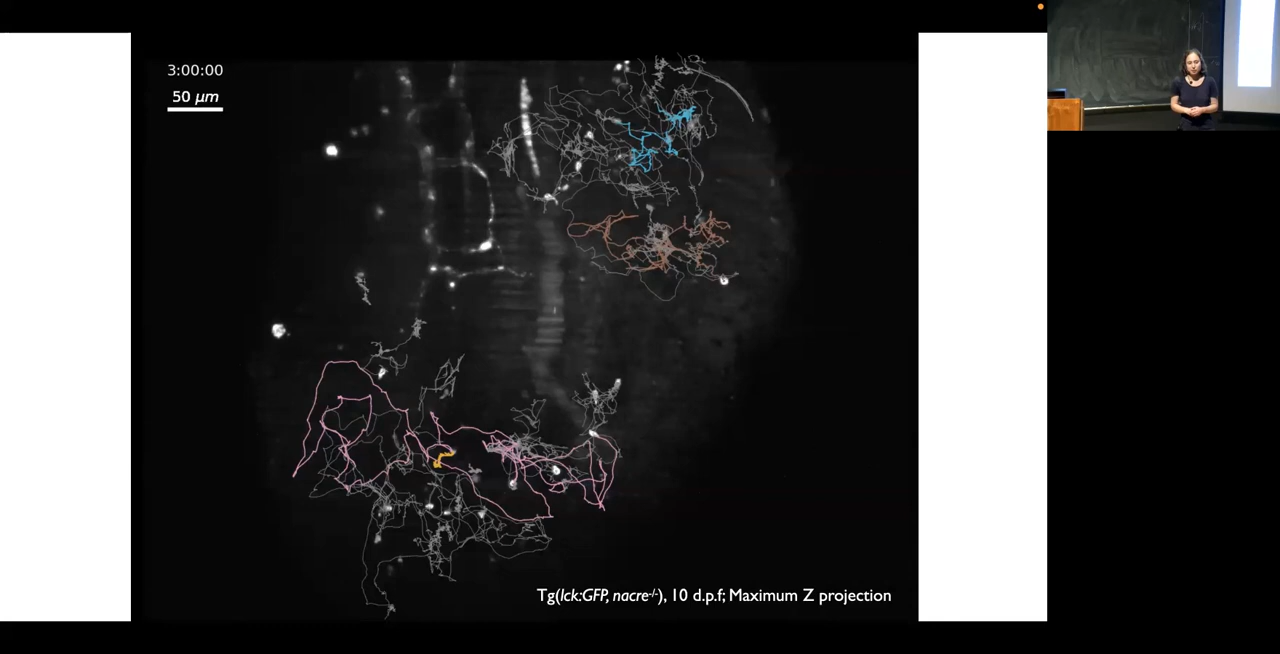 3:00:00
50 μm
Tg(lck:GFP, nacre-/-), 10 d.p.f; Maximum Z projection